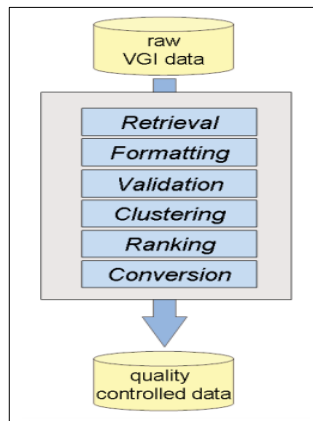 raw
VGI data
Retrieval
Formatting
Validation
Clustering
Ranking
Conversion
quality
controlled data